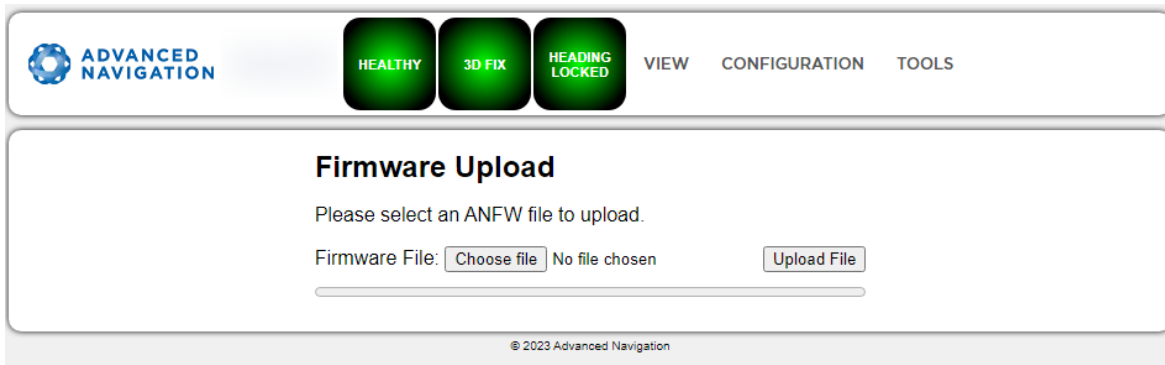 ADVANCED
NAVIGATION
HEALTHY
3D FIX
HEADING
LOCKED
VIEW
CONFIGURATION
TOOLS
Firmware Upload
Please select an ANFW file to upload.
Firmware File: Choose file No file chosen Upload File
© 2023 Advanced Navigation